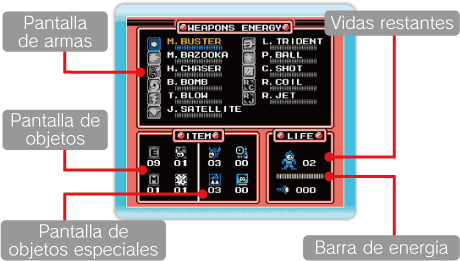 Pantalla
de armas
Vidas restantes
WEAPONS ENERGY
M.BUSTER
L.TRIDENT
M.BAZOOKA
P.BALL
H.CHASER
C.SHOT
B.BOMB
R.COIL
T.BLOW
R.JET
J.SATELLITE
Pantalla de
objetos
ITEM
LIFE
09 01 03 00
02
01 01 03 00
000
Pantalla de
objetos especiales
Barra de energía